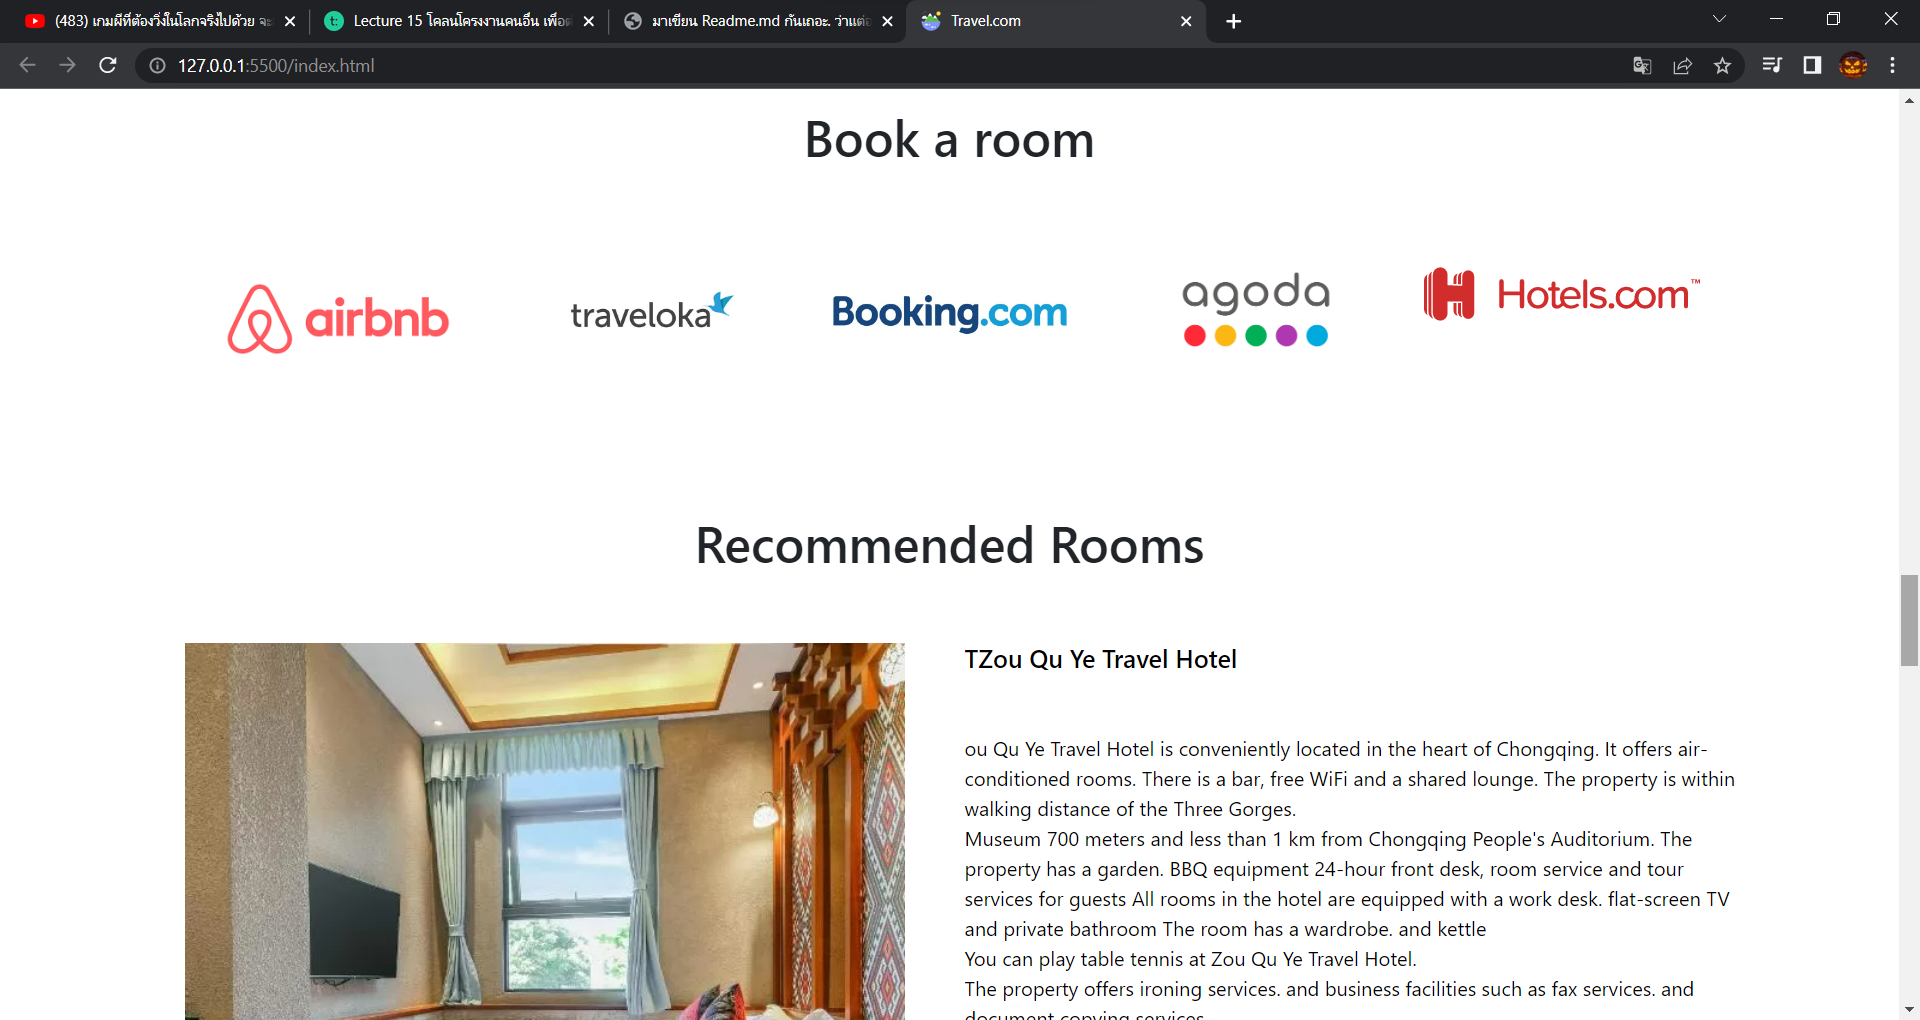 (483) เกมผีที่ต้องวิ่งในโลกจริงไปด้วย จะ
Lecture 15 โคลนโครงงานคนอื่น เพื่อ
มาเขียน Readme.md กันเถอะ. ว่าแต่
Travel.com
127.0.0.1:5500/index.html
Book a room
airbnb
traveloka
Booking.com
agoda
Hotels.com™
Recommended Rooms
TZou Qu Ye Travel Hotel
ou Qu Ye Travel Hotel is conveniently located in the heart of Chongqing. It offers air-
conditioned rooms. There is a bar, free WiFi and a shared lounge. The property is within
walking distance of the Three Gorges.
Museum 700 meters and less than 1 km from Chongqing People's Auditorium. The
property has a garden. BBQ equipment 24-hour front desk, room service and tour
services for guests All rooms in the hotel are equipped with a work desk. flat-screen TV
and private bathroom The room has a wardrobe. and kettle
You can play table tennis at Zou Qu Ye Travel Hotel.
The property offers ironing services. and business facilities such as fax services. and
document copying services